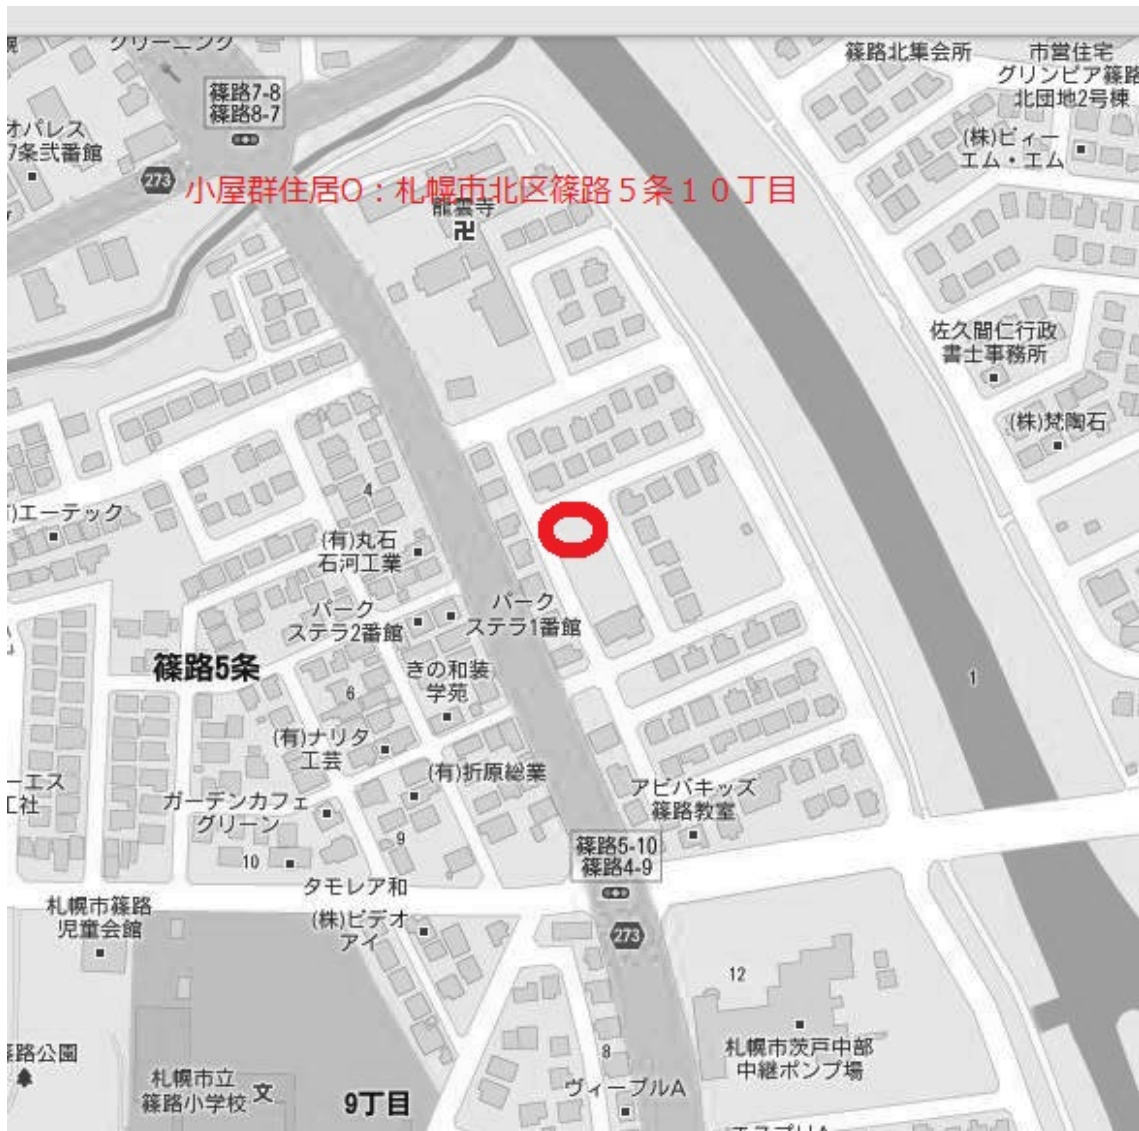 クリーニング
篠路北集会所
市営住宅
グリンピア篠路
北団地2号棟
篠路7-8
篠路8-7
オパレス
7条弐番館
(株)ビィー
エム・エム
273
小屋群住居O：札幌市北区篠路５条１０丁目
龍雲寺
卍
佐久間仁行政
書士事務所
(株)梵陶石
4
)エーテック
(有)丸石
石河工業
パーク
ステラ2番館
パーク
ステラ1番館
篠路5条
きの和装
学苑
6
1
(有)ナリタ
工芸
(有)折原総業
ーエス
工社
ガーデンカフェ
グリーン
アビバキッズ
篠路教室
9
10
篠路5-10
篠路4-9
タモレア和
札幌市篠路
児童会館
(株)ビデオ
アイ
273
12
8
札幌市茨戸中部
中継ポンプ場
路公園
札幌市立
篠路小学校
文
9丁目
ヴィーブルA